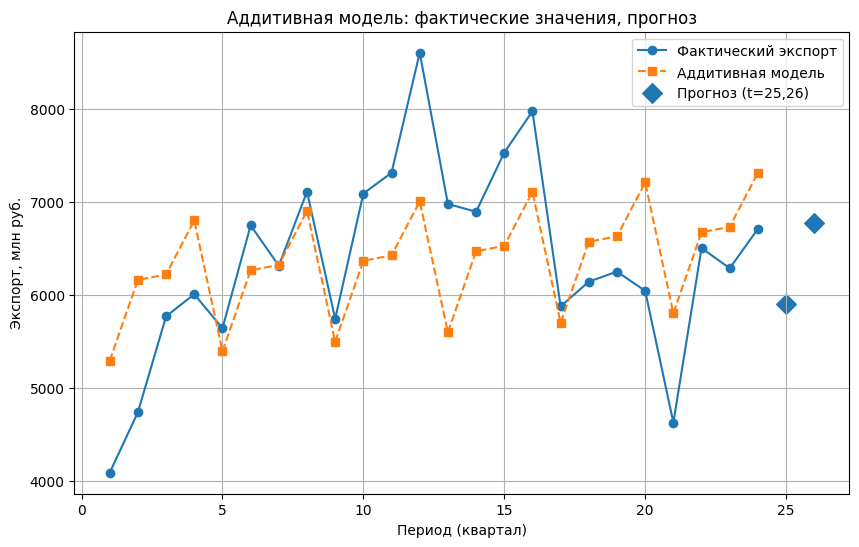 Аддитивная модель: фактические значения, прогноз
Фактический экспорт
Аддитивная модель
Прогноз (t=25,26)
Экспорт, млн руб.
8000
7000
6000
5000
4000
0
5
10
15
20
25
Период (квартал)